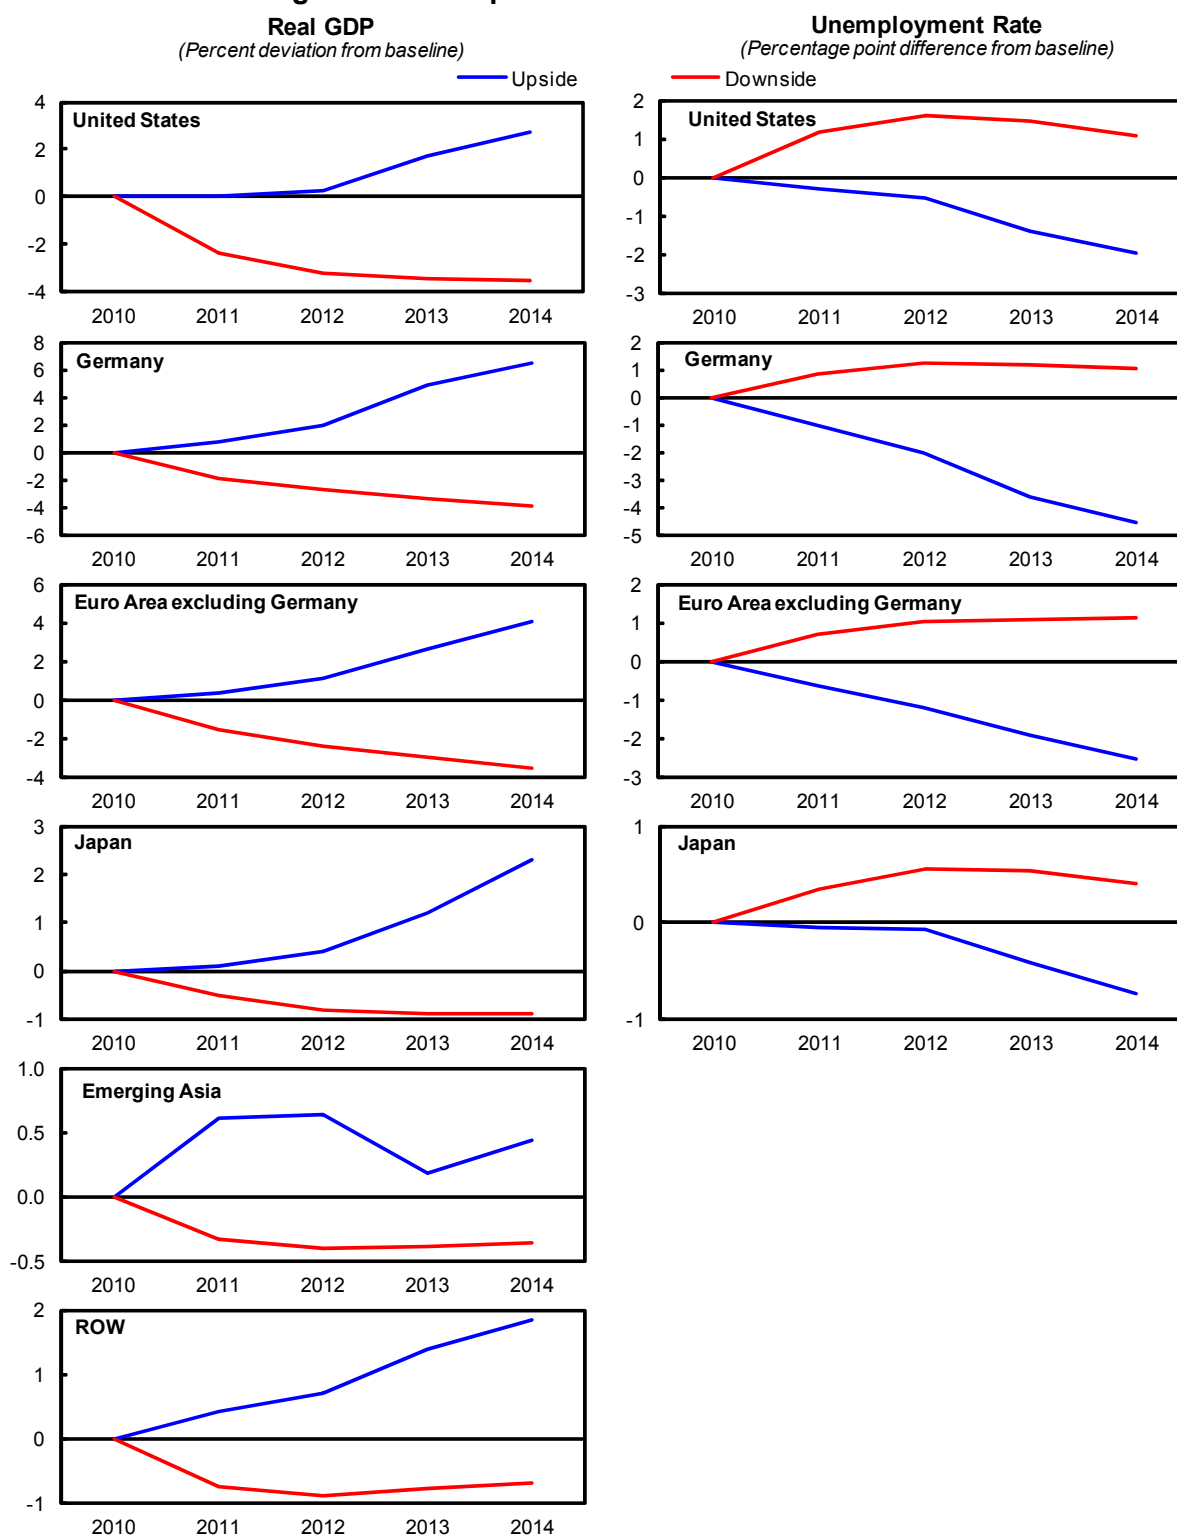 Real GDP
(Percent deviation from baseline)
Unemployment Rate
(Percentage point difference from baseline)
Upside
Downside
4
2
0
-2
-4
United States
2010 2011 2012 2013 2014
2
1
0
-1
-2
-3
United States
2010 2011 2012 2013 2014
8
6
4
2
0
-2
-4
-6
Germany
2010 2011 2012 2013 2014
2
1
0
-1
-2
-3
-4
-5
Germany
2010 2011 2012 2013 2014
6
4
2
0
-2
-4
Euro Area excluding Germany
2010 2011 2012 2013 2014
2
1
0
-1
-2
-3
Euro Area excluding Germany
2010 2011 2012 2013 2014
3
2
1
0
-1
Japan
2010 2011 2012 2013 2014
1
0
-1
Japan
2010 2011 2012 2013 2014
1.0
0.5
0.0
-0.5
Emerging Asia
2010 2011 2012 2013 2014
2
1
0
-1
ROW
2010 2011 2012 2013 2014